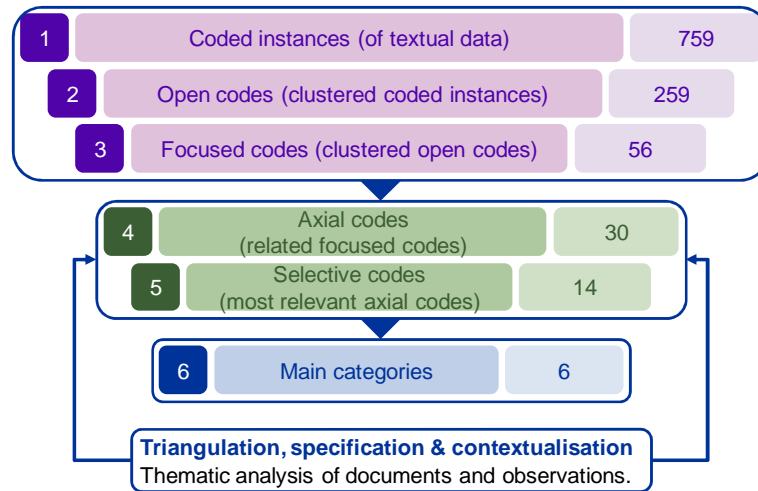 1 Coded instances (of textual data) 759
2 Open codes (clustered coded instances) 259
3 Focused codes (clustered open codes) 56
4 Axial codes 30
(related focused codes)
5 Selective codes 14
(most relevant axial codes)
6 Main categories 6
Triangulation, specification & contextualisation
Thematic analysis of documents and observations.